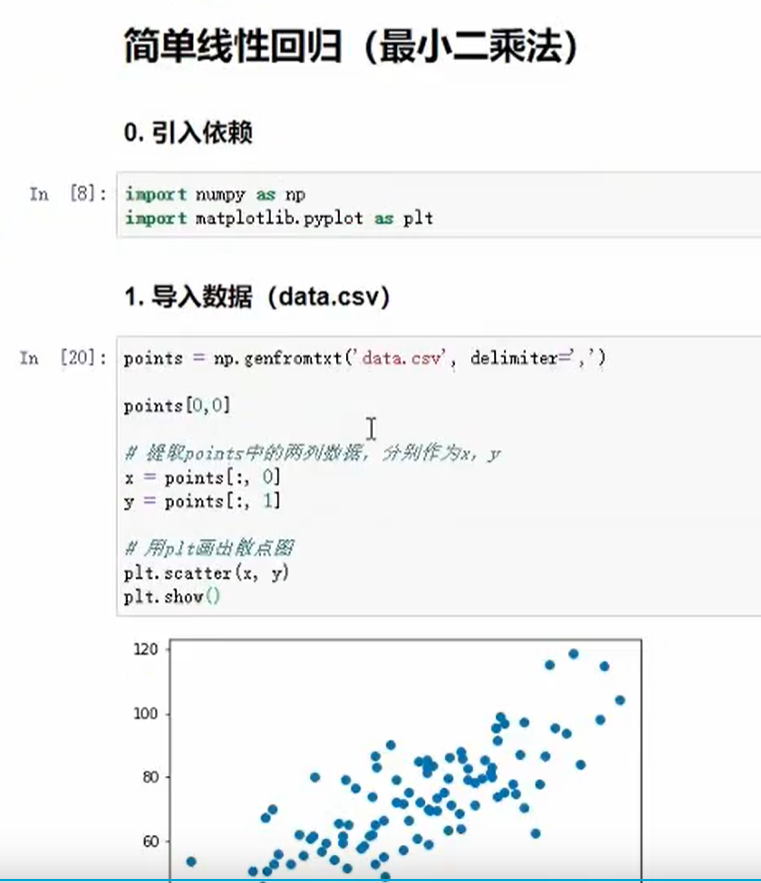 简单线性回归（最小二乘法）
0. 引入依赖
In [8]: import numpy as np
import matplotlib.pyplot as plt
1. 导入数据（data.csv）
In [20]: points = np.genfromtxt('data.csv', delimiter=',')
points[0,0]
# 提取points中的两列数据，分别作为x，y
x = points[:, 0]
y = points[:, 1]
# 用plt画出散点图
plt.scatter(x, y)
plt.show()
120
100
80
60